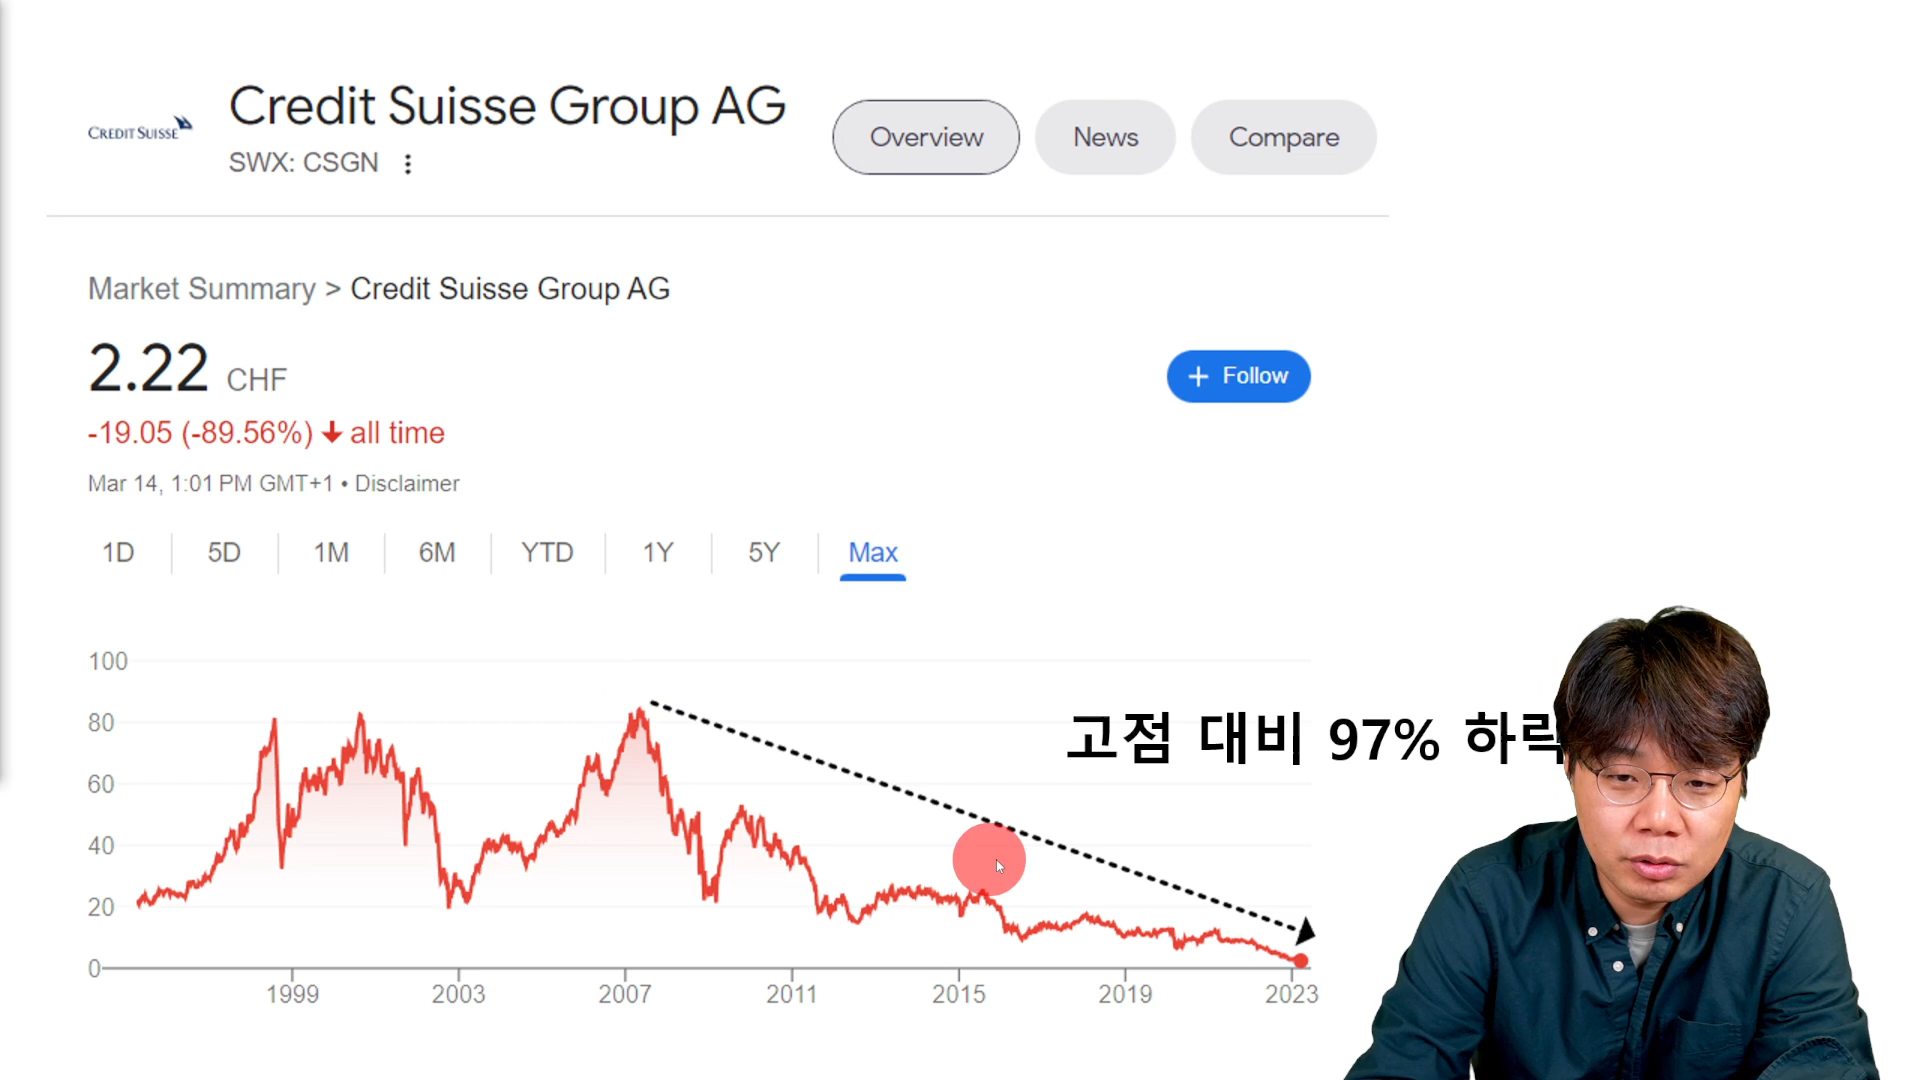 CREDIT SUISSE
Credit Suisse Group AG
SWX: CSGN
Overview
News
Compare
Market Summary > Credit Suisse Group AG
2.22 CHF
+ Follow
-19.05 (-89.56%) ↓ all time
Mar 14, 1:01 PM GMT+1 • Disclaimer
1D 5D 1M 6M YTD 1Y 5Y Max
100
80
60
40
20
0
고점 대비 97% 하락
1999 2003 2007 2011 2015 2019 2023